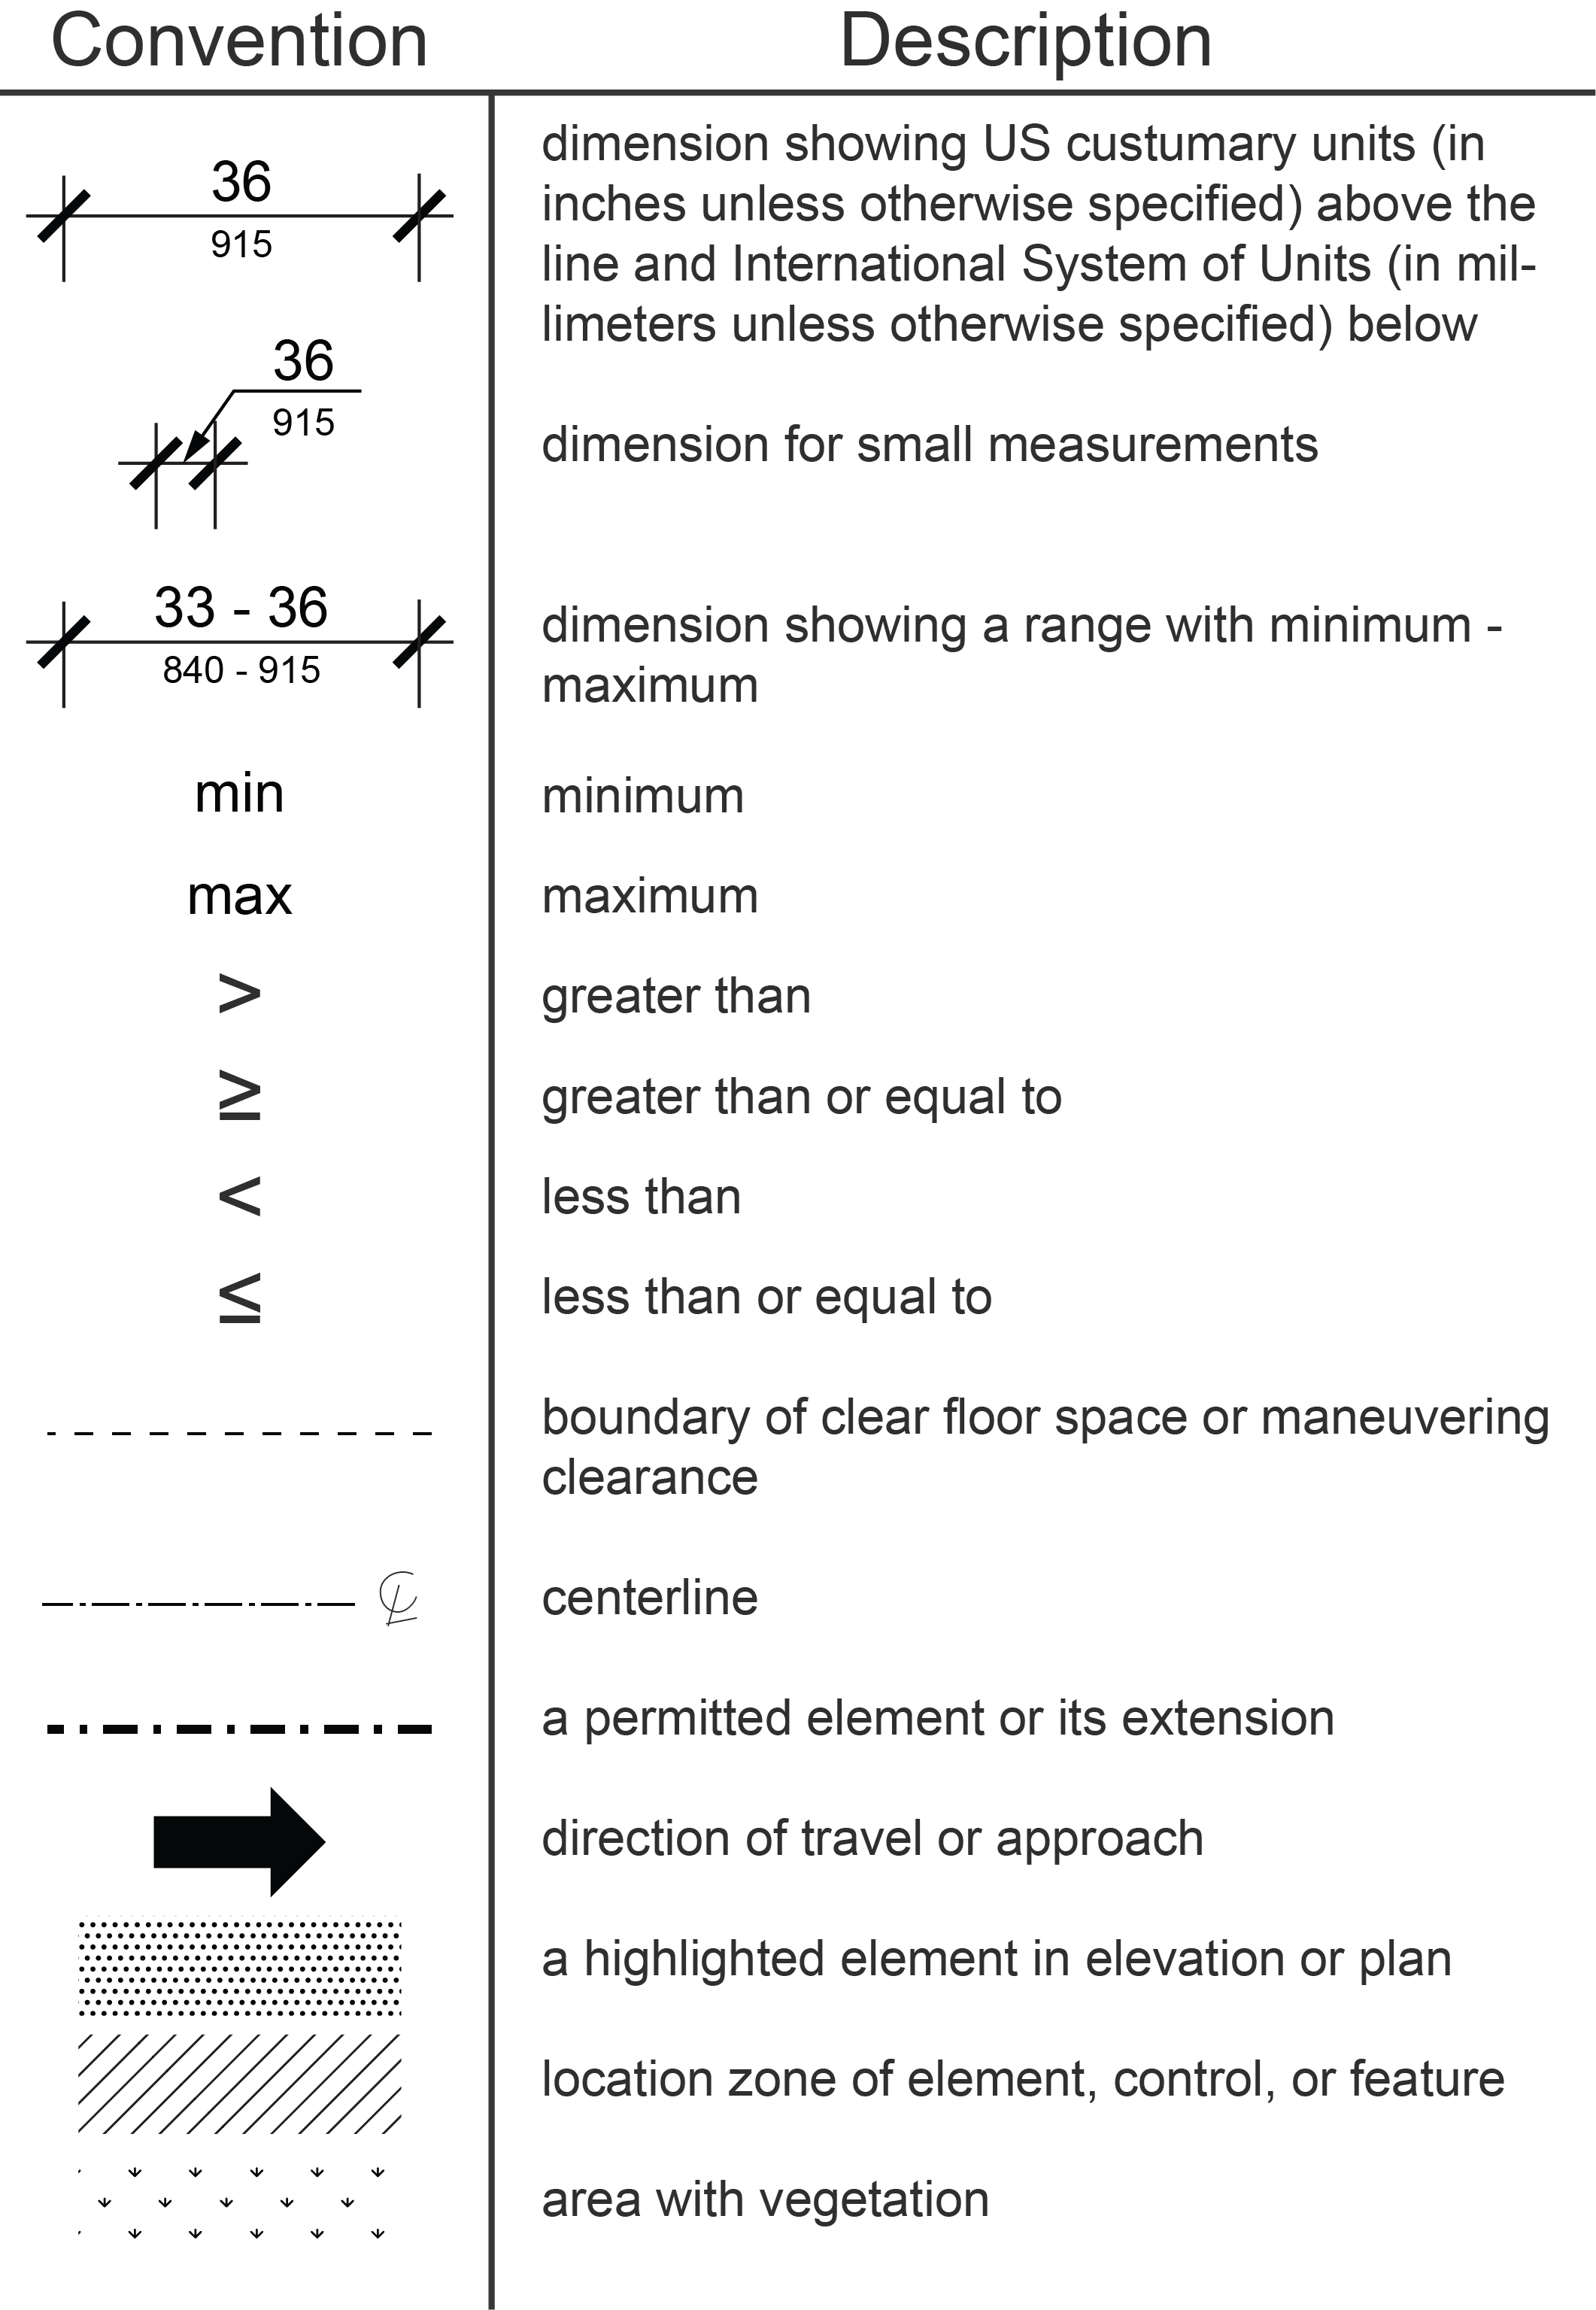 Convention Description
36
915
dimension showing US custumary units (in
inches unless otherwise specified) above the
line and International System of Units (in mil-
limeters unless otherwise specified) below
36
915
dimension for small measurements
33 - 36
840 - 915
dimension showing a range with minimum -
maximum
min minimum
max maximum
> greater than
≥ greater than or equal to
< less than
≤ less than or equal to
boundary of clear floor space or maneuvering
clearance
℄ centerline
a permitted element or its extension
direction of travel or approach
a highlighted element in elevation or plan
location zone of element, control, or feature
area with vegetation